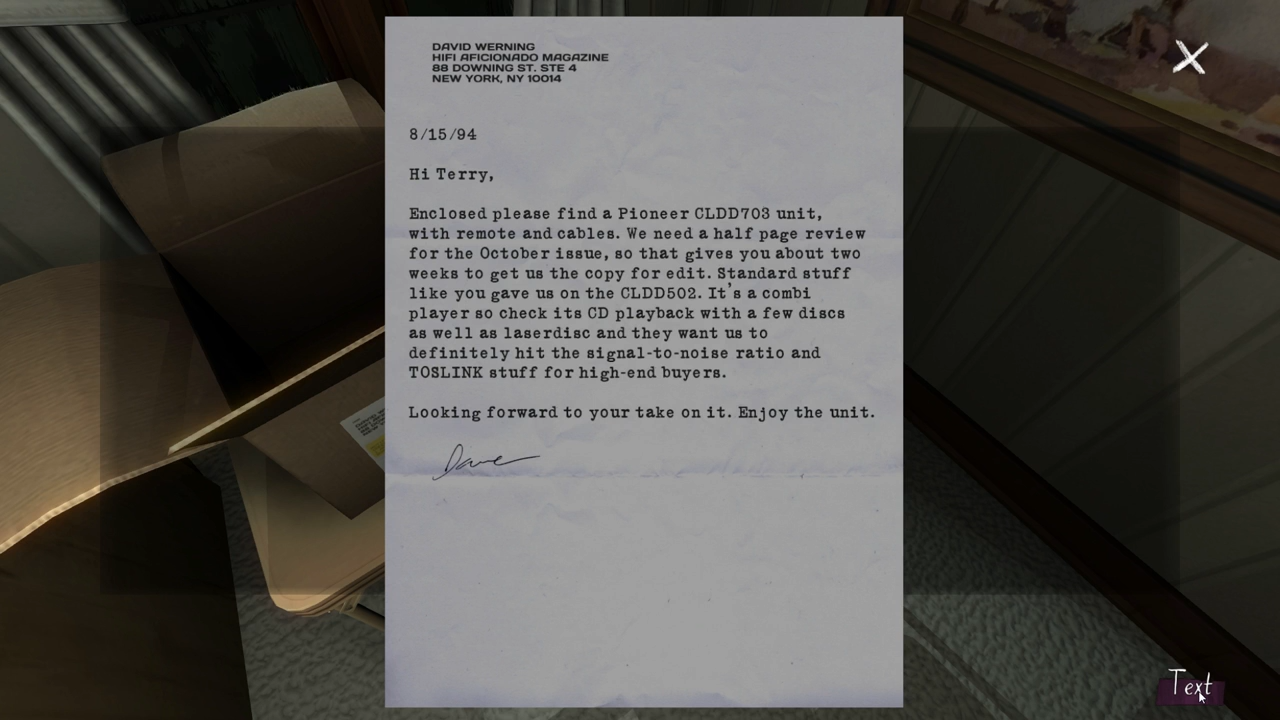 DAVID WERNING
HIFI AFICIONADO MAGAZINE
88 DOWNING ST. STE 4
NEW YORK, NY 10014
8/15/94
Hi Terry,
Enclosed please find a Pioneer CLDD703 unit,
with remote and cables. We need a half page review
for the October issue, so that gives you about two
weeks to get us the copy for edit. Standard stuff
like you gave us on the CLDD502. It's a combi
player so check its CD playback with a few discs
as well as laserdisc and they want us to
definitely hit the signal-to-noise ratio and
TOSLINK stuff for high-end buyers.
Looking forward to your take on it. Enjoy the unit.
Dave
Text